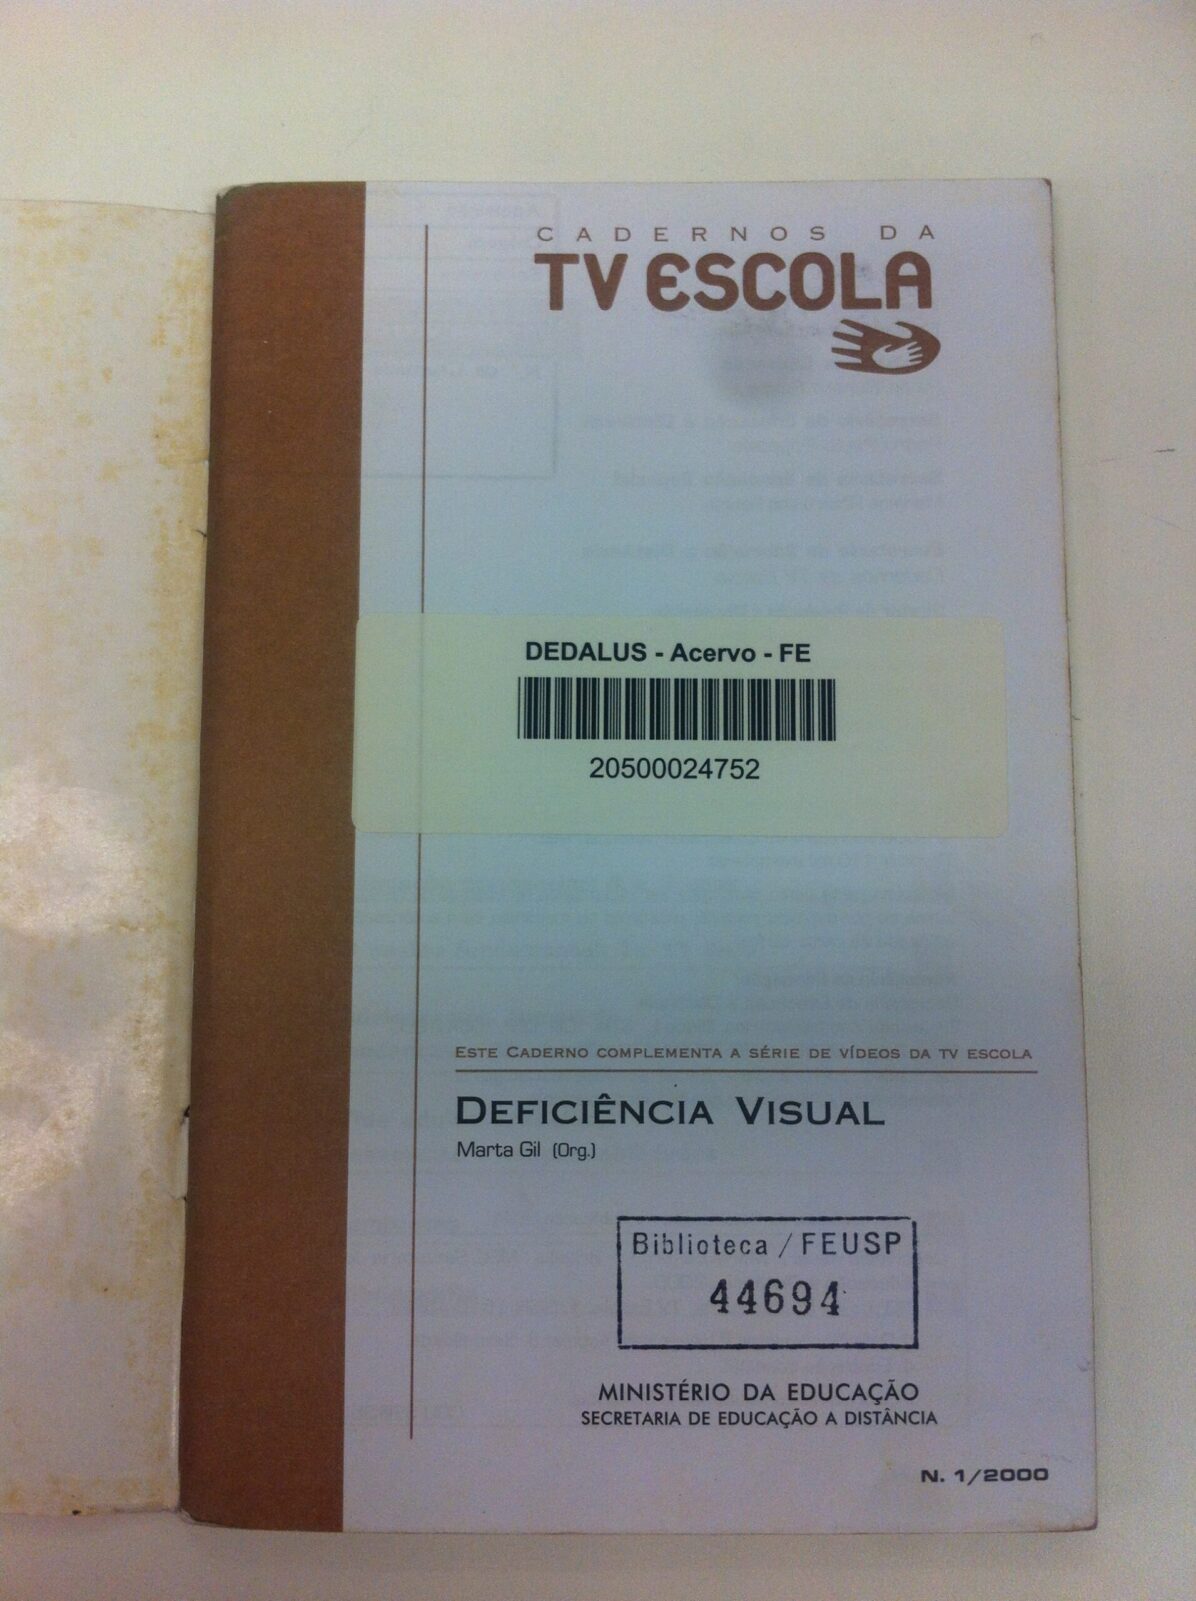 CADERNOS DA
TV ESCOLA
DEDALUS - Acervo - FE
20500024752
ESTE CADERNO COMPLEMENTA A SÉRIE DE VÍDEOS DA TV ESCOLA
DEFICIÊNCIA VISUAL
Marta Gil (Org.)
Biblioteca / FEUSP
44694
MINISTÉRIO DA EDUCAÇÃO
SECRETARIA DE EDUCAÇÃO A DISTÂNCIA
N. 1/2000